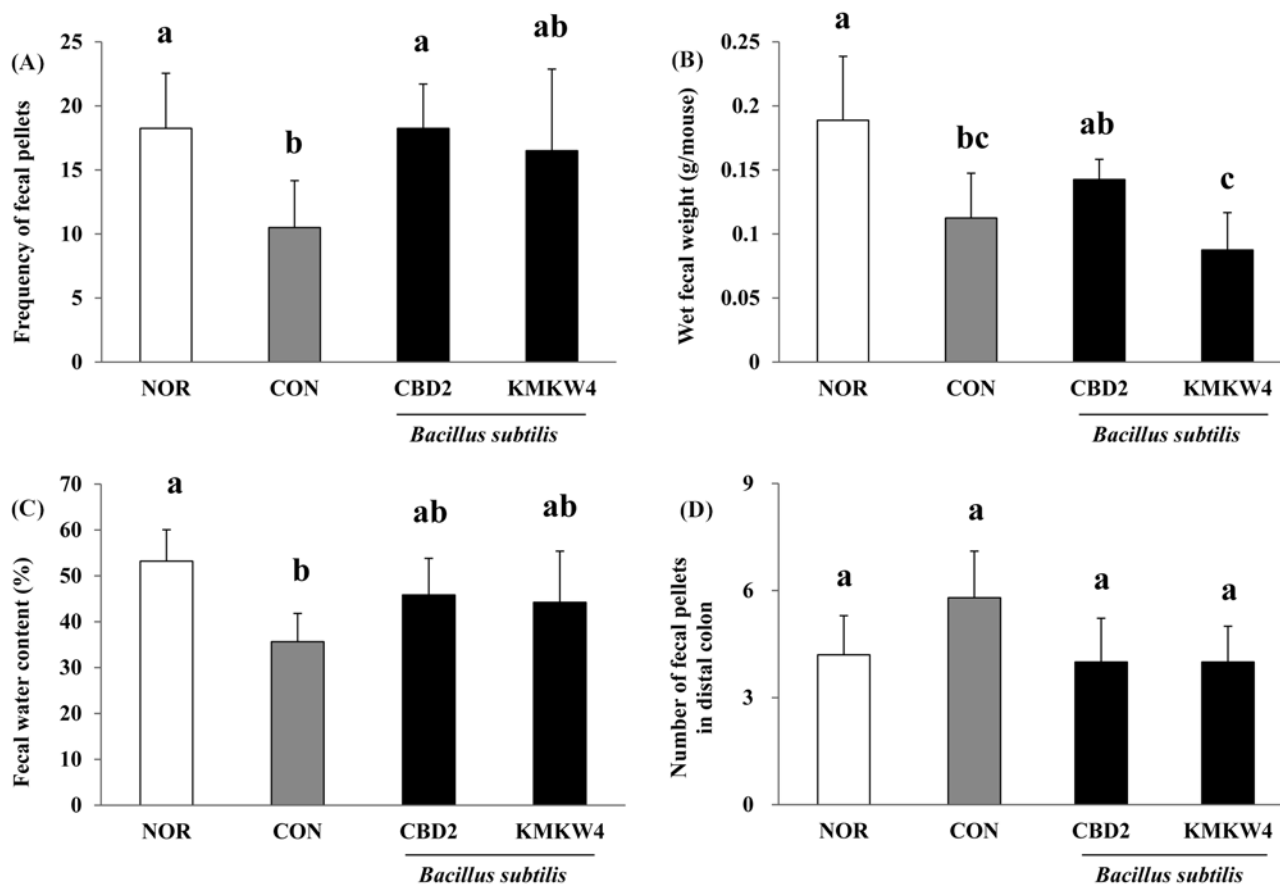 (A)
Frequency of fecal pellets
25
20
15
10
5
0
a
b
a
ab
NOR
CON
CBD2
KMKW4
Bacillus subtilis
(B)
Wet fecal weight (g/mouse)
0.25
0.2
0.15
0.1
0.05
0
a
bc
ab
c
NOR
CON
CBD2
KMKW4
Bacillus subtilis
(C)
Fecal water content (%)
70
60
50
40
30
20
10
0
a
b
ab
ab
NOR
CON
CBD2
KMKW4
Bacillus subtilis
(D)
Number of fecal pellets
in distal colon
9
6
3
0
a
a
a
a
NOR
CON
CBD2
KMKW4
Bacillus subtilis